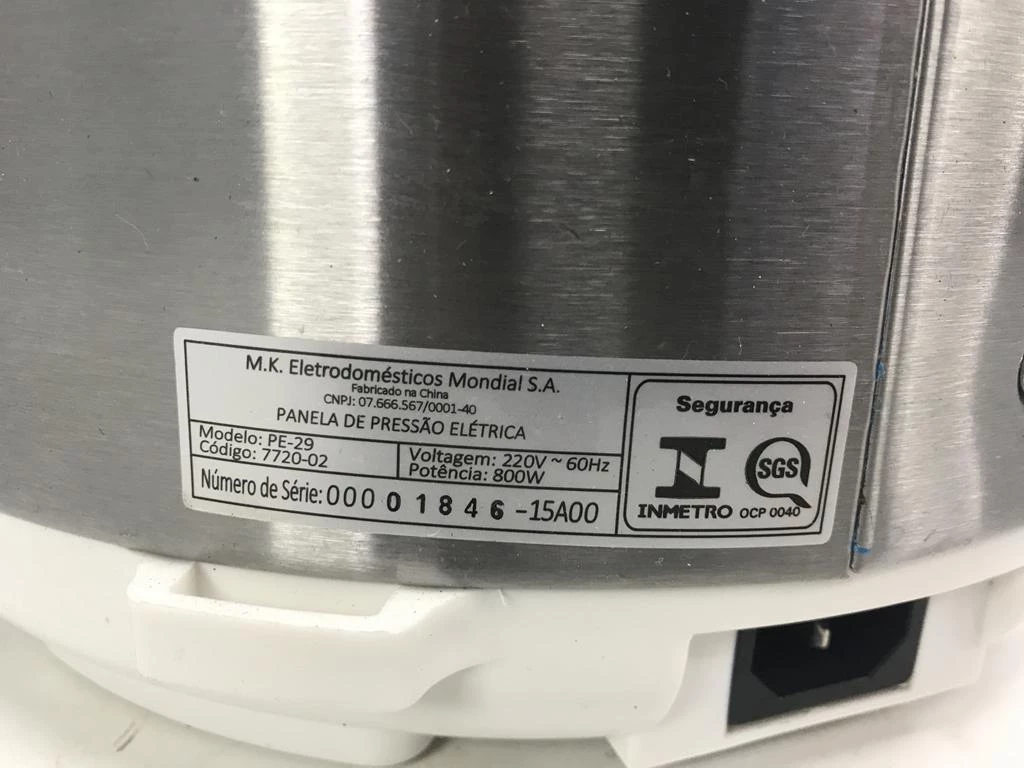 M.K. Eletrodomésticos Mondial S.A.
Fabricado na China
CNPJ: 07.666.567/0001-40
PANELA DE PRESSÃO ELÉTRICA
Modelo: PE-29
Código: 7720-02
Voltagem: 220V ~ 60Hz
Potência: 800W
Número de Série: 00001846-15A00
Segurança
SGS
INMETRO OCP 0040